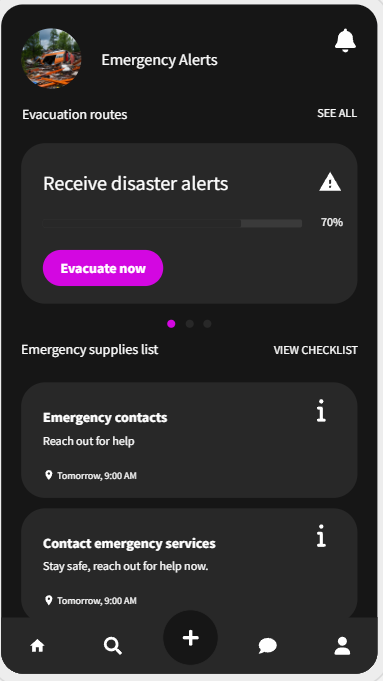 Emergency Alerts
Evacuation routes
SEE ALL
Receive disaster alerts
70%
Evacuate now
Emergency supplies list
VIEW CHECKLIST
Emergency contacts
Reach out for help
Tomorrow, 9:00 AM
Contact emergency services
Stay safe, reach out for help now.
Tomorrow, 9:00 AM